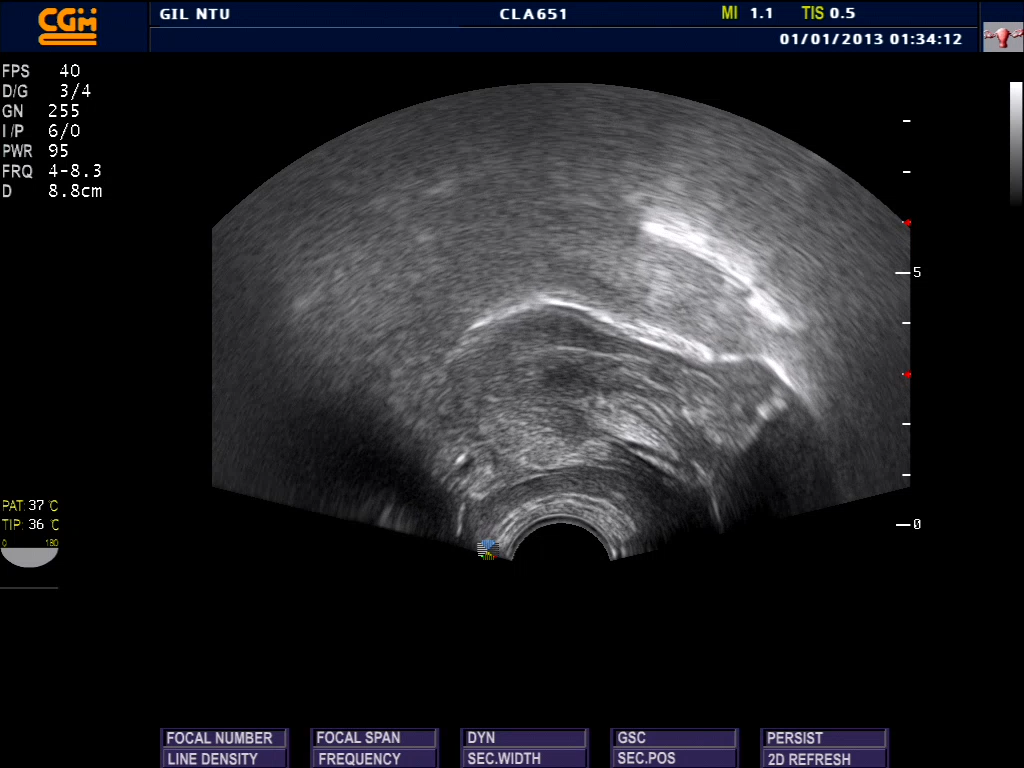 CGM
GIL NTU CLA651 MI 1.1 TIS 0.5
01/01/2013 01:34:12
FPS 40
D/G 3/4
GN 255
I/P 6/0
PWR 95
FRQ 4-8.3
D 8.8cm
5
PAT: 37 °C
TIP: 36 °C
0 180
0
FOCAL NUMBER FOCAL SPAN DYN GSC PERSIST
LINE DENSITY FREQUENCY SEC.WIDTH SEC.POS 2D REFRESH